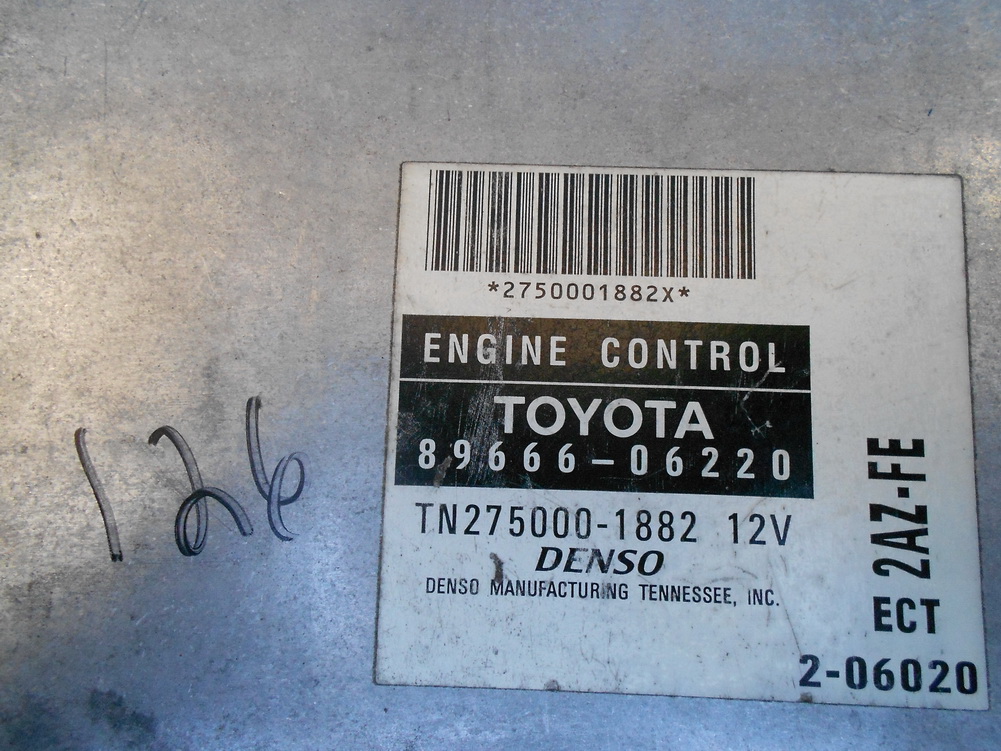 *2750001882X*
ENGINE CONTROL
TOYOTA
89666-06220
TN275000-1882 12V
DENSO
DENSO MANUFACTURING TENNESSEE, INC.
2AZ-FE
ECT
2-06020
126